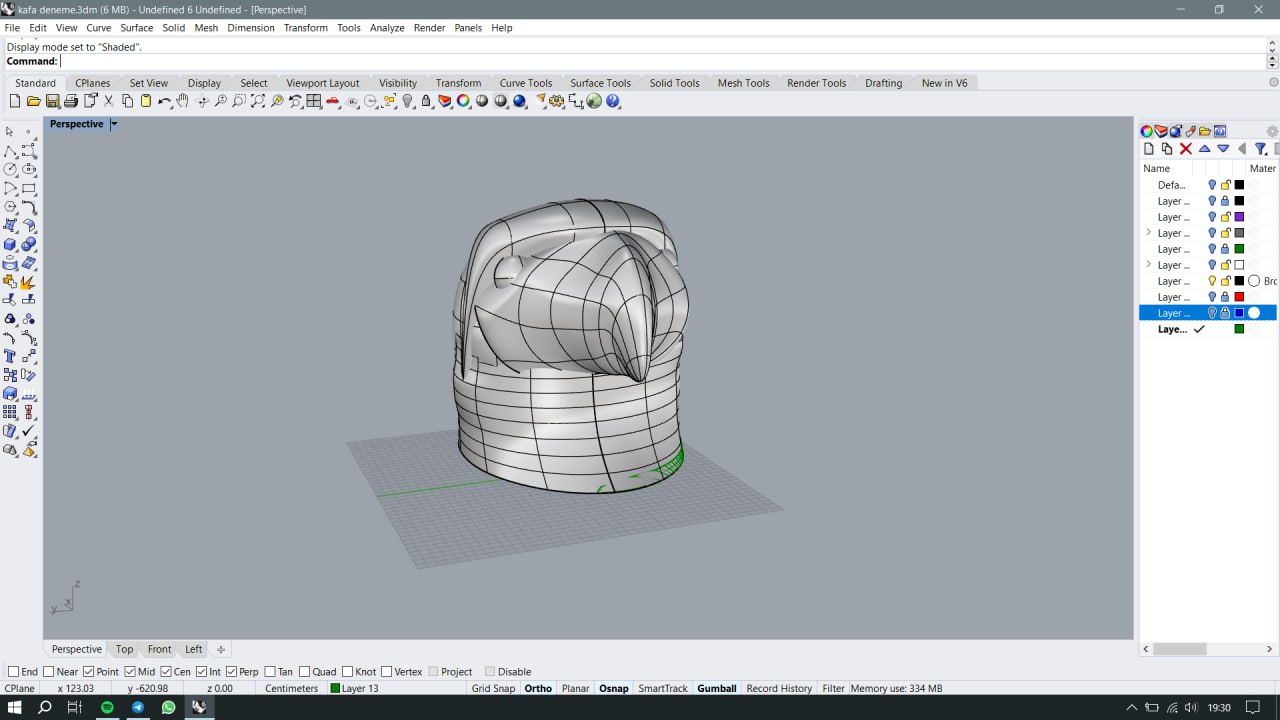 kafa deneme.3dm (6 MB) - Undefined 6 Undefined - [Perspective]
File Edit View Curve Surface Solid Mesh Dimension Transform Tools Analyze Render Panels Help
Display mode set to "Shaded".
Command:
Standard CPlanes Set View Display Select Viewport Layout Visibility Transform Curve Tools Surface Tools Solid Tools Mesh Tools Render Tools Drafting New in V6
Perspective
Name Mater
Defa...
Layer ...
Layer ...
Layer ...
Layer ...
Layer ...
Layer ... Brc
Layer ...
Layer ...
Laye...
z
x
y
Perspective Top Front Left
End Near Point Mid Cen Int Perp Tan Quad Knot Vertex Project Disable
CPlane x 123.03 y -620.98 z 0.00 Centimeters Layer 13 Grid Snap Ortho Planar Osnap SmartTrack Gumball Record History Filter Memory use: 334 MB
19:30